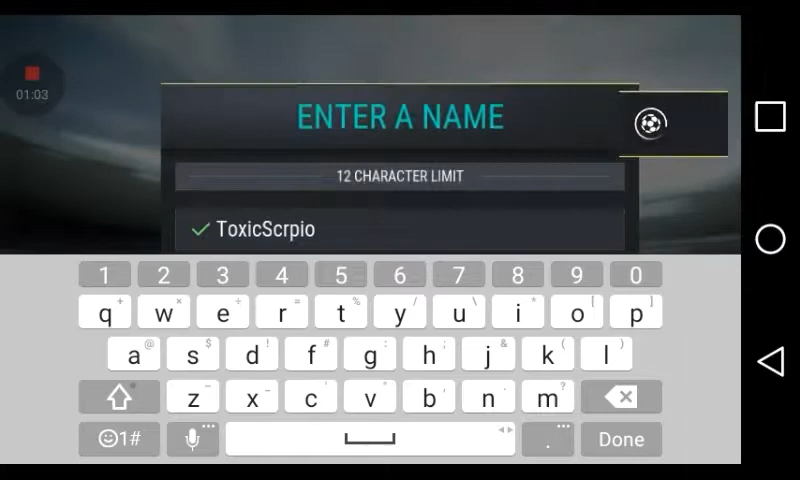 01:03
ENTER A NAME
12 CHARACTER LIMIT
ToxicScrpio
1 2 3 4 5 6 7 8 9 0
q + w × e ÷ r = t % y / u \ i * o [ p ]
a @ s $ d ! f # g : h ; j & k ( l )
z ~ x _ c ' v " b , n . m ?
☺1# . Done